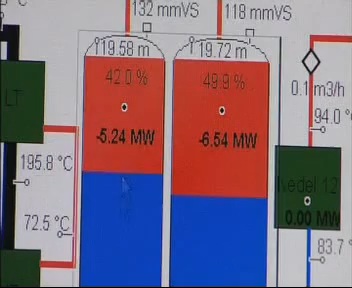 °C
132 mmVS
118 mmVS
19.58 m
19.72 m
42.0 %
49.9 %
0.1 m3/h
LT
-5.24 MW
-6.54 MW
94.0 °
195.8 °C
Kedel 12
72.5 °C
0.00 MW
83.7 °